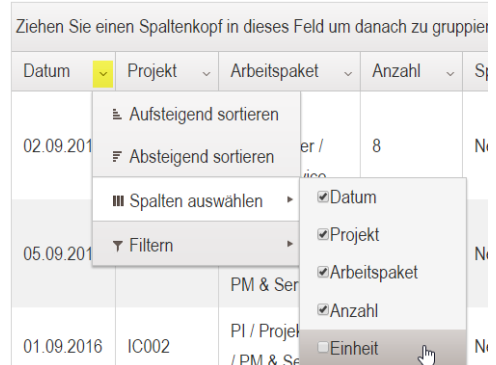 Ziehen Sie einen Spaltenkopf in dieses Feld um danach zu gruppier
Datum Projekt Arbeitspaket Anzahl
Aufsteigend sortieren
02.09.201 er / 8
Absteigend sortieren
Spalten auswählen
Datum
Projekt
Filtern
05.09.201
Arbeitspaket
PM & Ser
Anzahl
PI / Projek
01.09.2016 IC002
Einheit
/ PM & Se